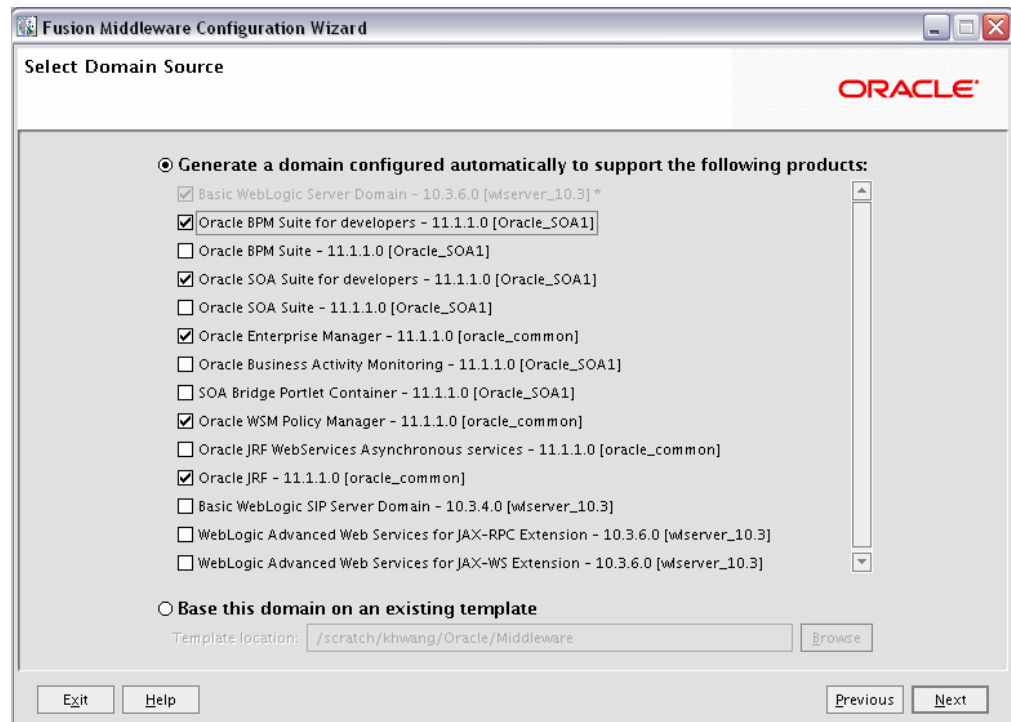 Fusion Middleware Configuration Wizard
Select Domain Source
ORACLE
Generate a domain configured automatically to support the following products:
Basic WebLogic Server Domain - 10.3.6.0 [wlserver_10.3] *
Oracle BPM Suite for developers - 11.1.1.0 [Oracle_SOA1]
Oracle BPM Suite - 11.1.1.0 [Oracle_SOA1]
Oracle SOA Suite for developers - 11.1.1.0 [Oracle_SOA1]
Oracle SOA Suite - 11.1.1.0 [Oracle_SOA1]
Oracle Enterprise Manager - 11.1.1.0 [oracle_common]
Oracle Business Activity Monitoring - 11.1.1.0 [Oracle_SOA1]
SOA Bridge Portlet Container - 11.1.1.0 [Oracle_SOA1]
Oracle WSM Policy Manager - 11.1.1.0 [oracle_common]
Oracle JRF WebServices Asynchronous services - 11.1.1.0 [oracle_common]
Oracle JRF - 11.1.1.0 [oracle_common]
Basic WebLogic SIP Server Domain - 10.3.4.0 [wlserver_10.3]
WebLogic Advanced Web Services for JAX-RPC Extension - 10.3.6.0 [wlserver_10.3]
WebLogic Advanced Web Services for JAX-WS Extension - 10.3.6.0 [wlserver_10.3]
Base this domain on an existing template
Template location: /scratch/khwang/Oracle/Middleware Browse
Exit Help Previous Next